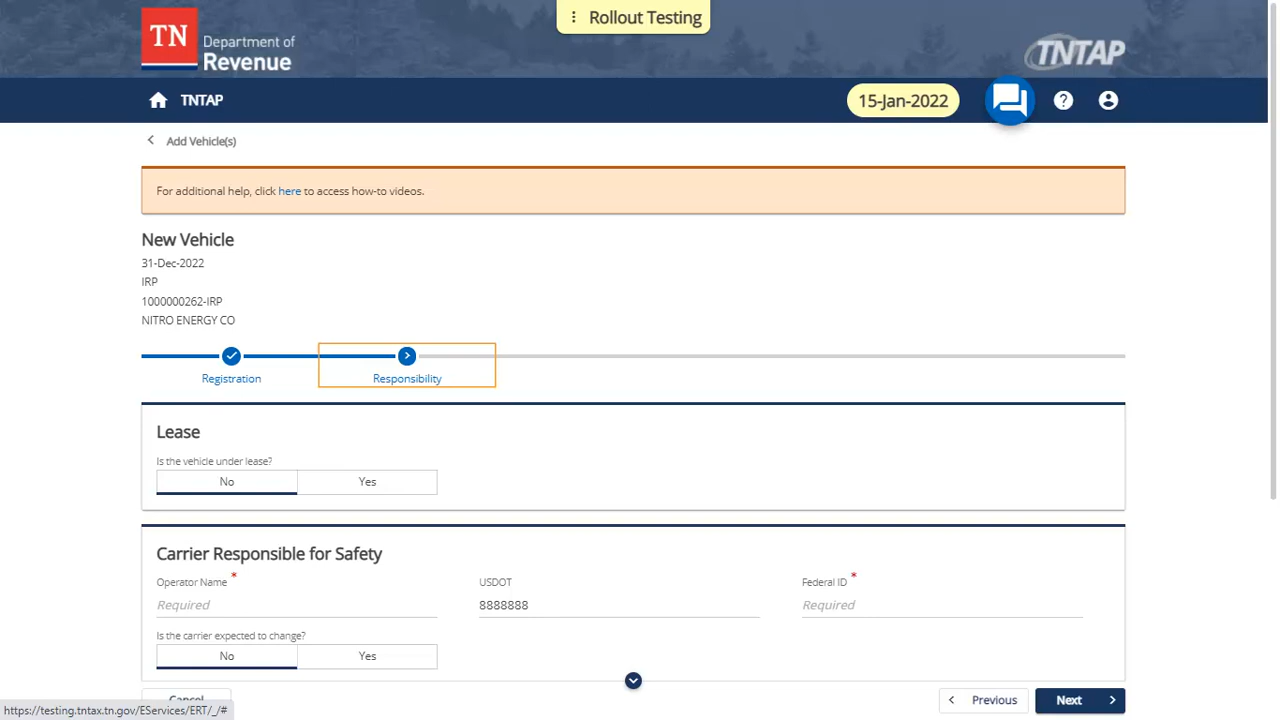 Rollout Testing
TN Department of Revenue
TNTAP
TNTAP
15-Jan-2022
Add Vehicle(s)
For additional help, click here to access how-to videos.
New Vehicle
31-Dec-2022
IRP
1000000262-IRP
NITRO ENERGY CO
Registration
Responsibility
Lease
Is the vehicle under lease?
No Yes
Carrier Responsible for Safety
Operator Name * USDOT Federal ID *
Required 8888888 Required
Is the carrier expected to change?
No Yes
Cancel Previous Next
https://testing.tntax.tn.gov/EServices/ERT/_/#